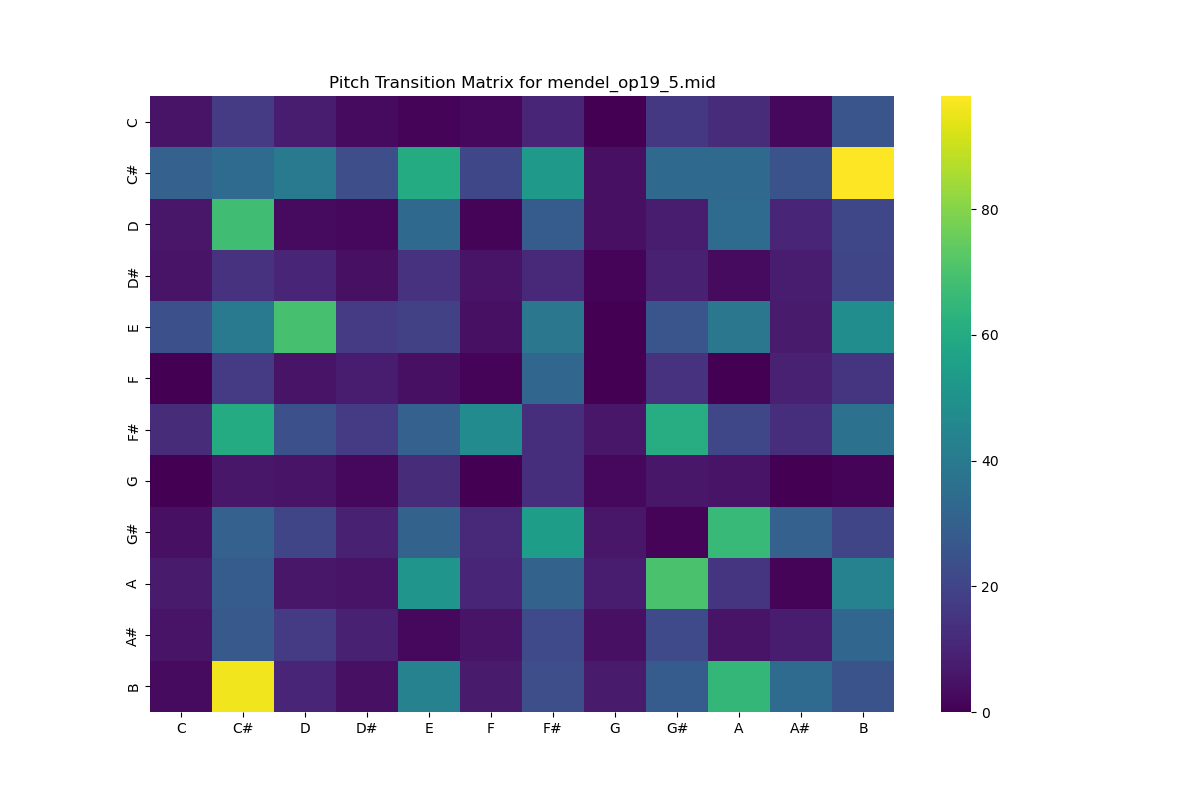 Pitch Transition Matrix for mendel_op19_5.mid
C
C#
D
D#
E
F
F#
G
G#
A
A#
B
C C# D D# E F F# G G# A A# B
80
60
40
20
0